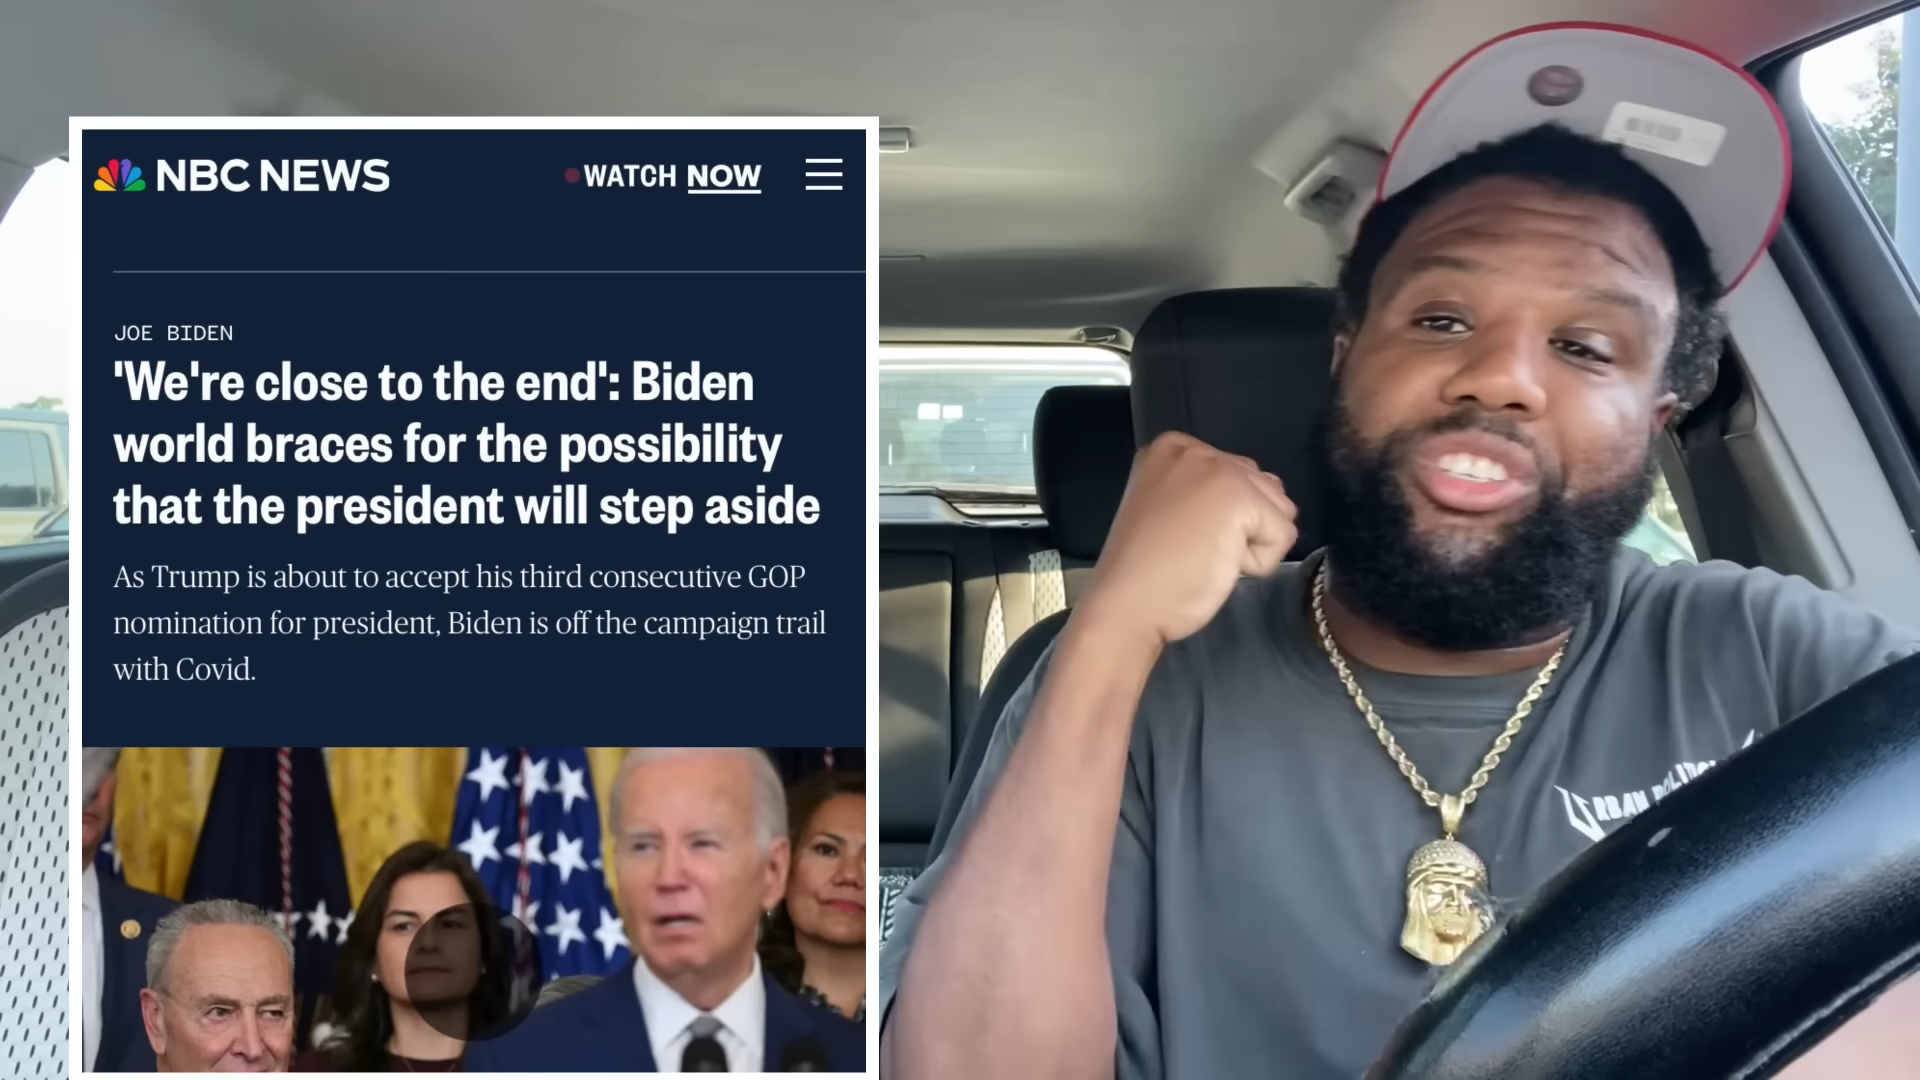 NBC NEWS
WATCH NOW
JOE BIDEN
'We're close to the end': Biden
world braces for the possibility
that the president will step aside
As Trump is about to accept his third consecutive GOP
nomination for president, Biden is off the campaign trail
with Covid.
URBAN